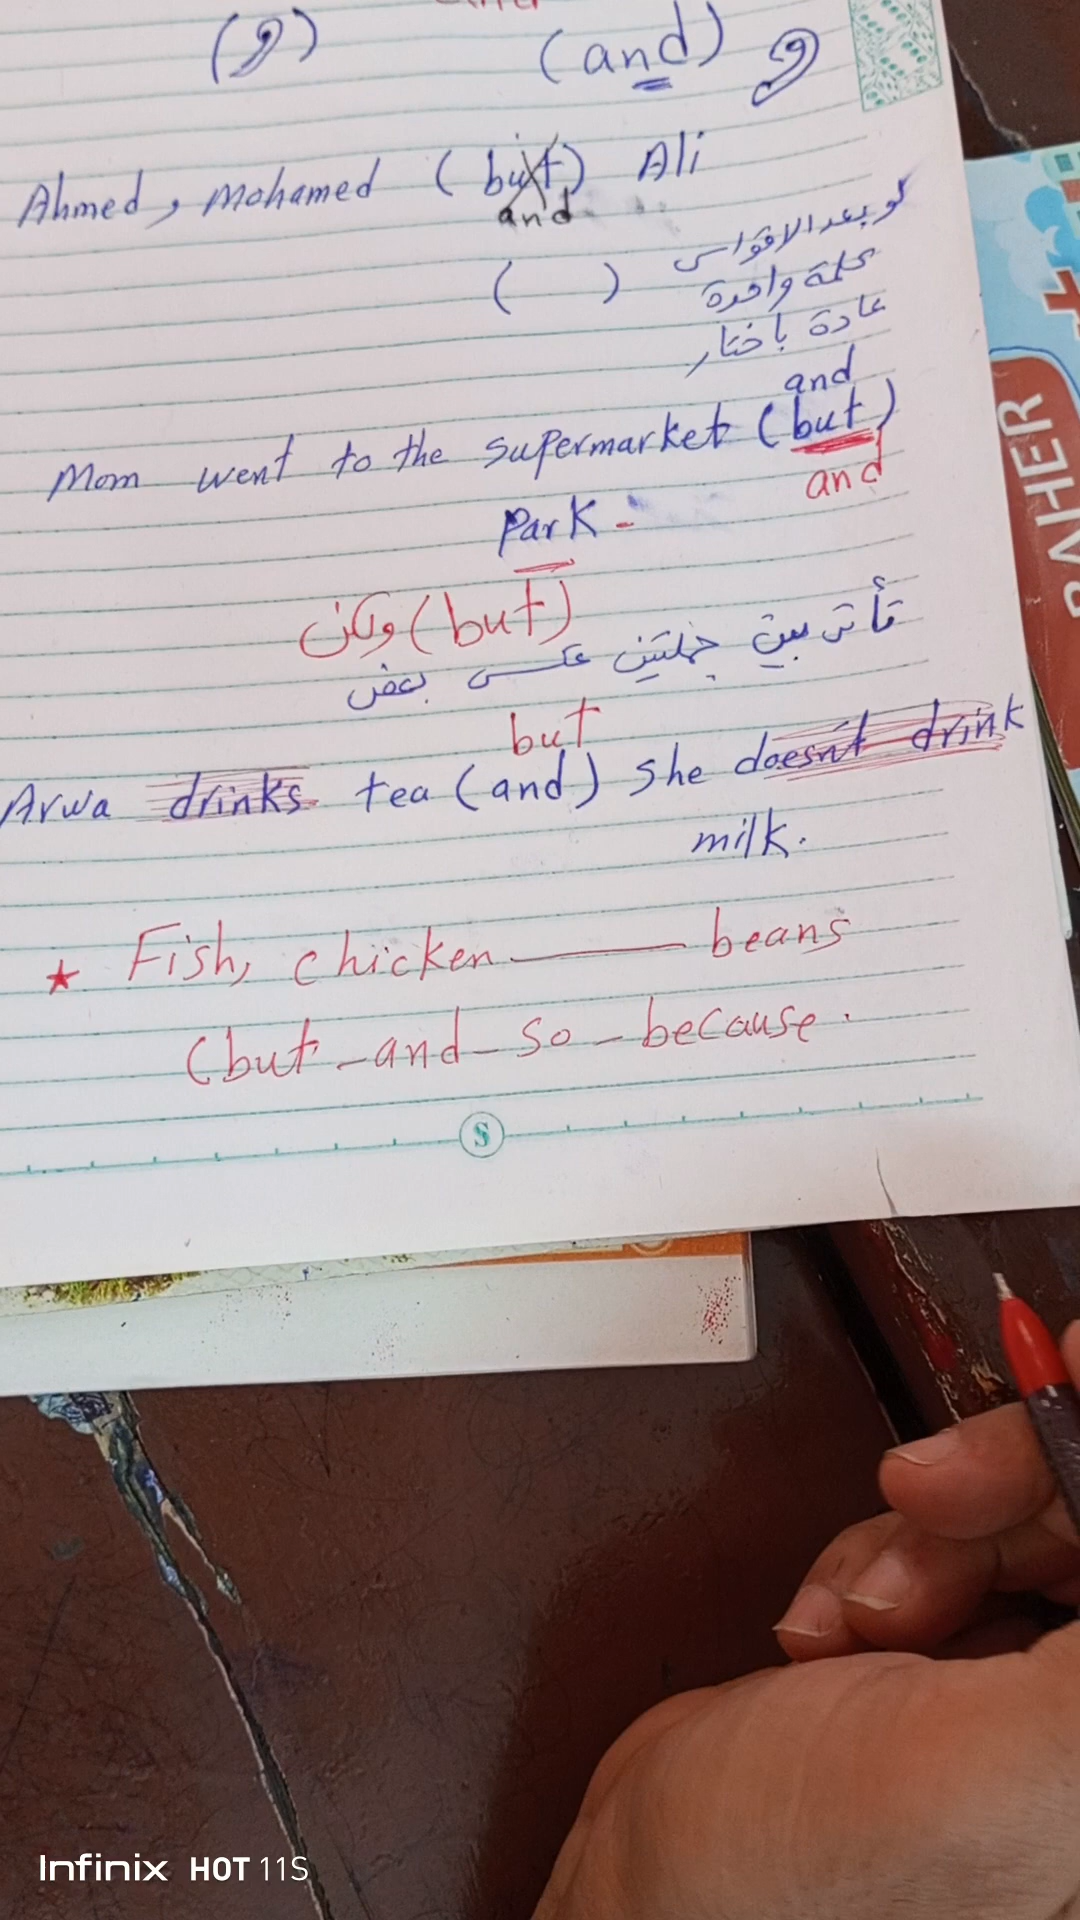 (و) (and) و
Ahmed, Mohamed (but) Ali
and
لو بعد الاقواس
( ) كلمة واحدة
عادة باختار
and
Mom went to the supermarket (but)
and
Park -
ولكن (but)
تأتى بين جملتين عكس بعض
but
Arwa drinks tea (and) she doesn't drink
milk.
★ Fish, chicken ——— beans
(but - and - so - because.
S
RAHER
Infinix HOT 11S